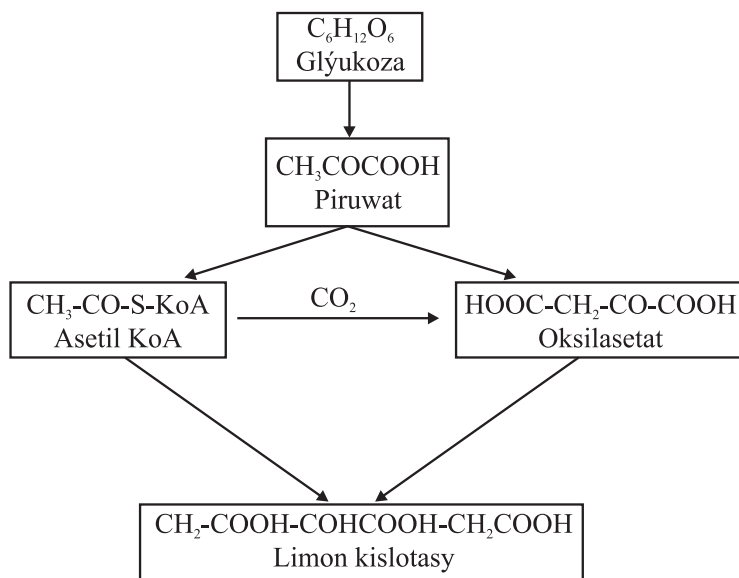 C₆H₁₂O₆
Glýukoza
CH₃COCOOH
Piruwat
CH₃-CO-S-KoA
Asetil KoA
CO₂
HOOC-CH₂-CO-COOH
Oksilasetat
CH₂-COOH-COHCOOH-CH₂COOH
Limon kislotasy